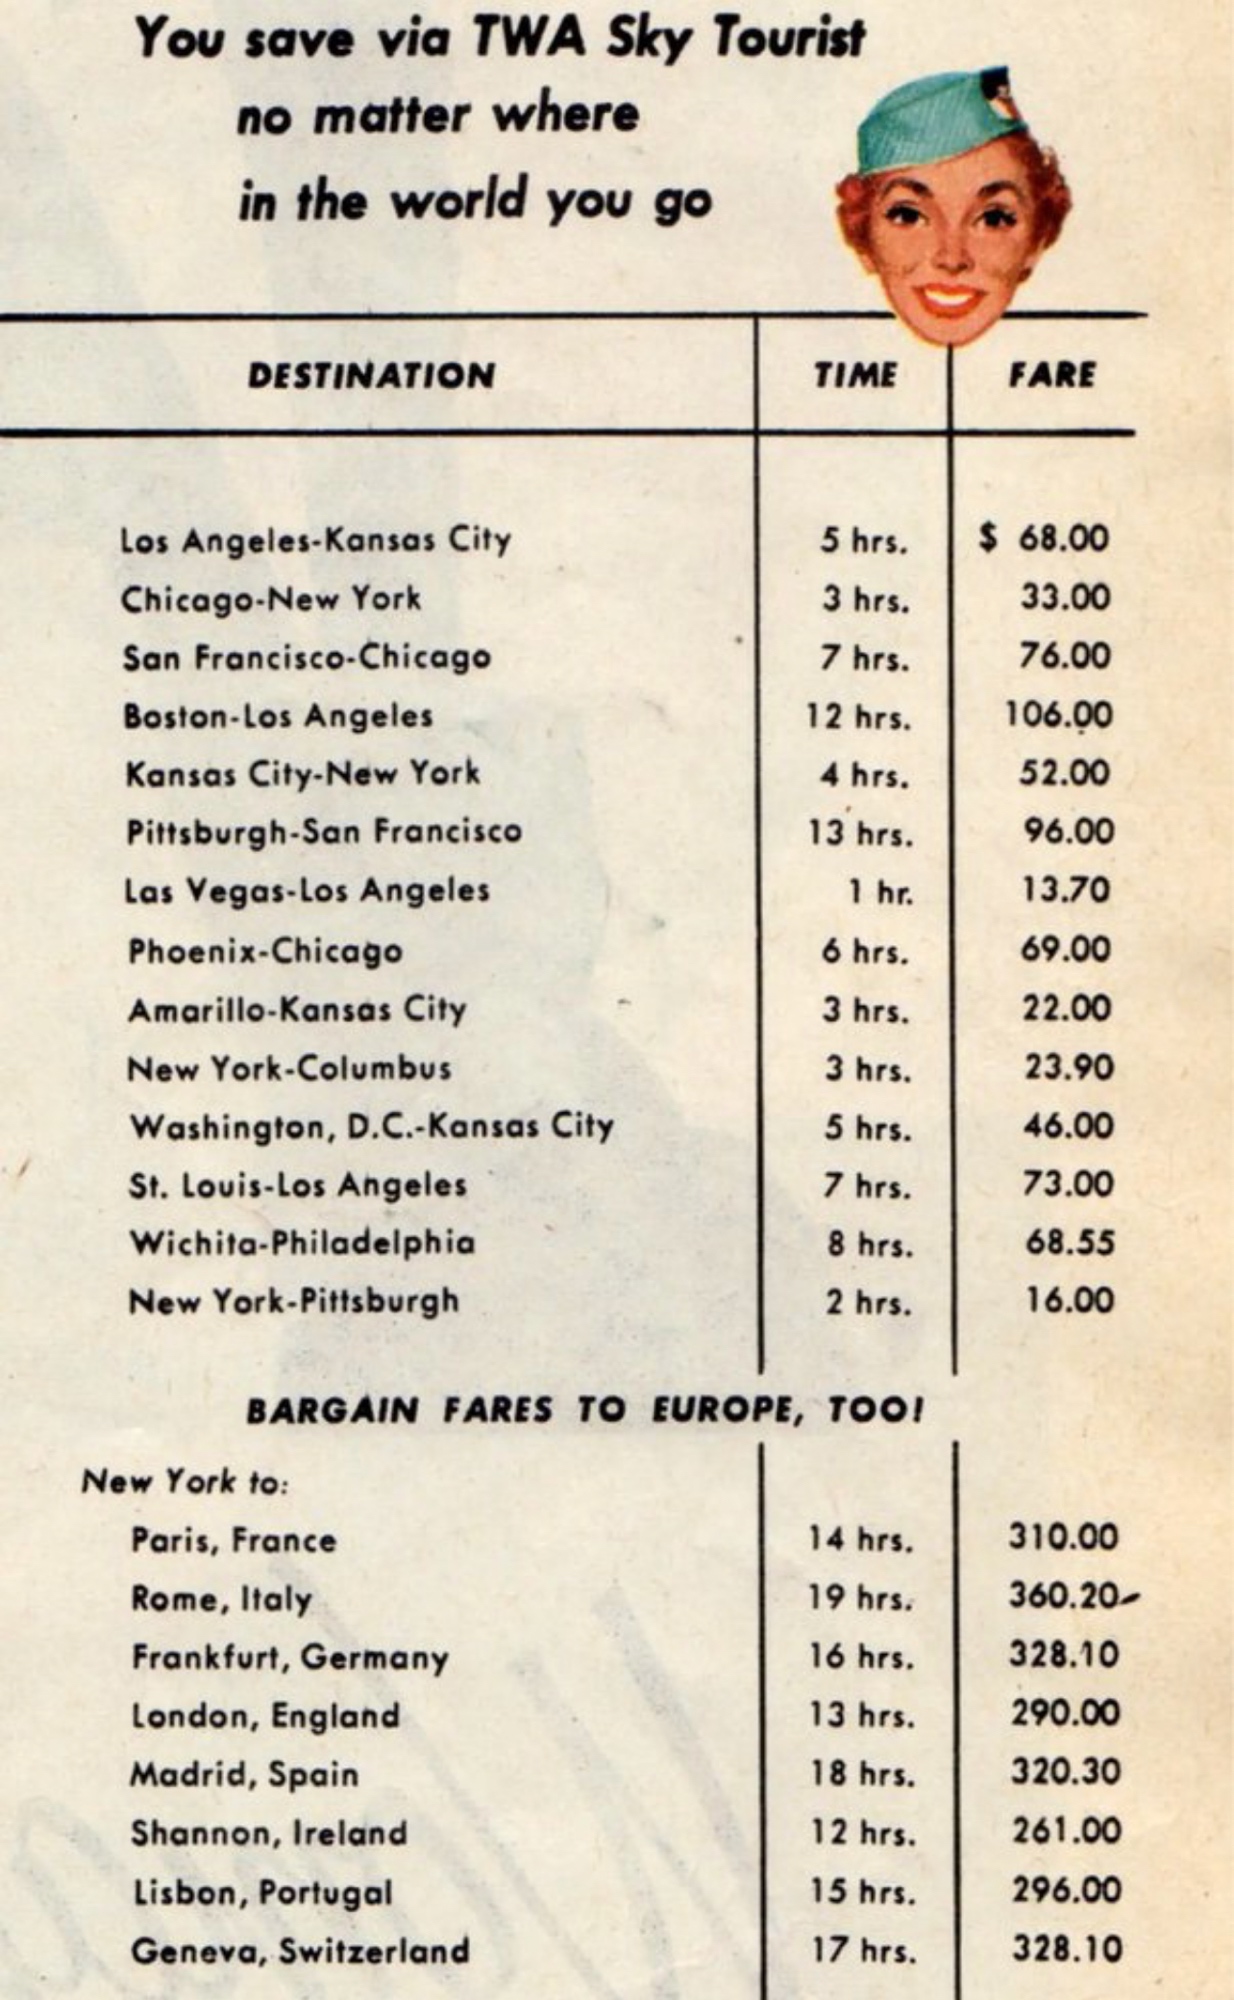 You save via TWA Sky Tourist
no matter where
in the world you go
DESTINATION TIME FARE
Los Angeles-Kansas City 5 hrs. $ 68.00
Chicago-New York 3 hrs. 33.00
San Francisco-Chicago 7 hrs. 76.00
Boston-Los Angeles 12 hrs. 106.00
Kansas City-New York 4 hrs. 52.00
Pittsburgh-San Francisco 13 hrs. 96.00
Las Vegas-Los Angeles 1 hr. 13.70
Phoenix-Chicago 6 hrs. 69.00
Amarillo-Kansas City 3 hrs. 22.00
New York-Columbus 3 hrs. 23.90
Washington, D.C.-Kansas City 5 hrs. 46.00
St. Louis-Los Angeles 7 hrs. 73.00
Wichita-Philadelphia 8 hrs. 68.55
New York-Pittsburgh 2 hrs. 16.00
BARGAIN FARES TO EUROPE, TOO!
New York to:
Paris, France 14 hrs. 310.00
Rome, Italy 19 hrs. 360.20
Frankfurt, Germany 16 hrs. 328.10
London, England 13 hrs. 290.00
Madrid, Spain 18 hrs. 320.30
Shannon, Ireland 12 hrs. 261.00
Lisbon, Portugal 15 hrs. 296.00
Geneva, Switzerland 17 hrs. 328.10